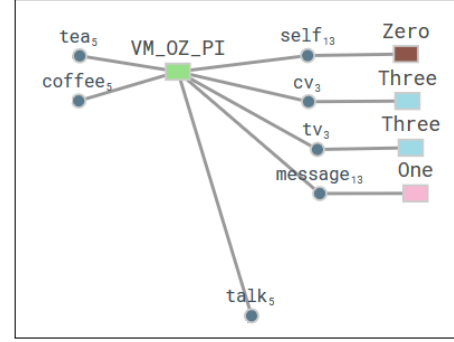 tea₅
VM_OZ_PI
self₁₃
Zero
coffee₅
cv₃
Three
tv₃
Three
message₁₃
One
talk₅